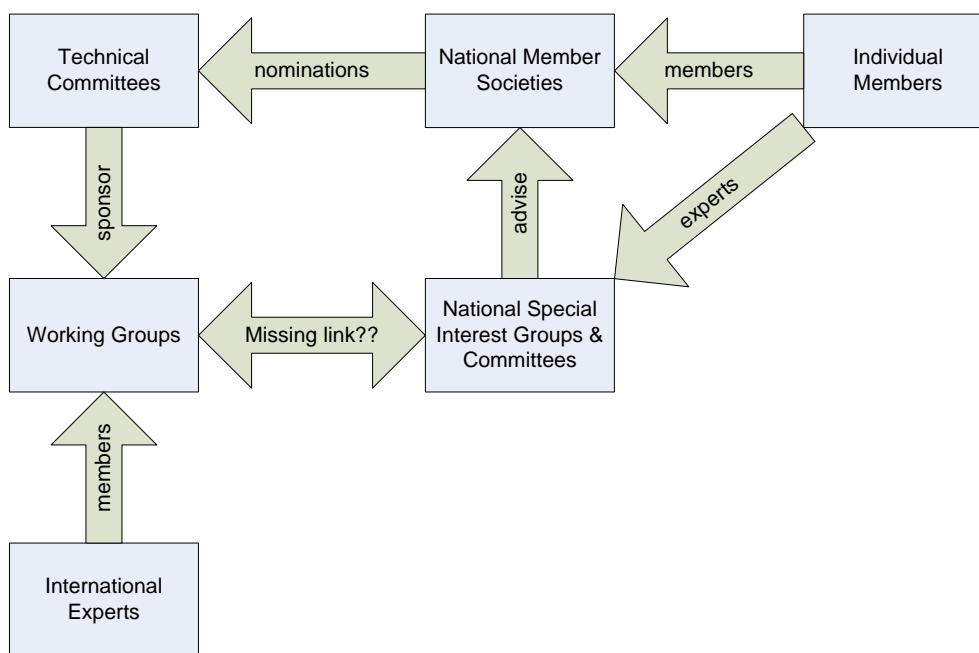 Technical
Committees
nominations
National Member
Societies
members
Individual
Members
sponsor
advise
experts
Working Groups
Missing link??
National Special
Interest Groups &
Committees
members
International
Experts